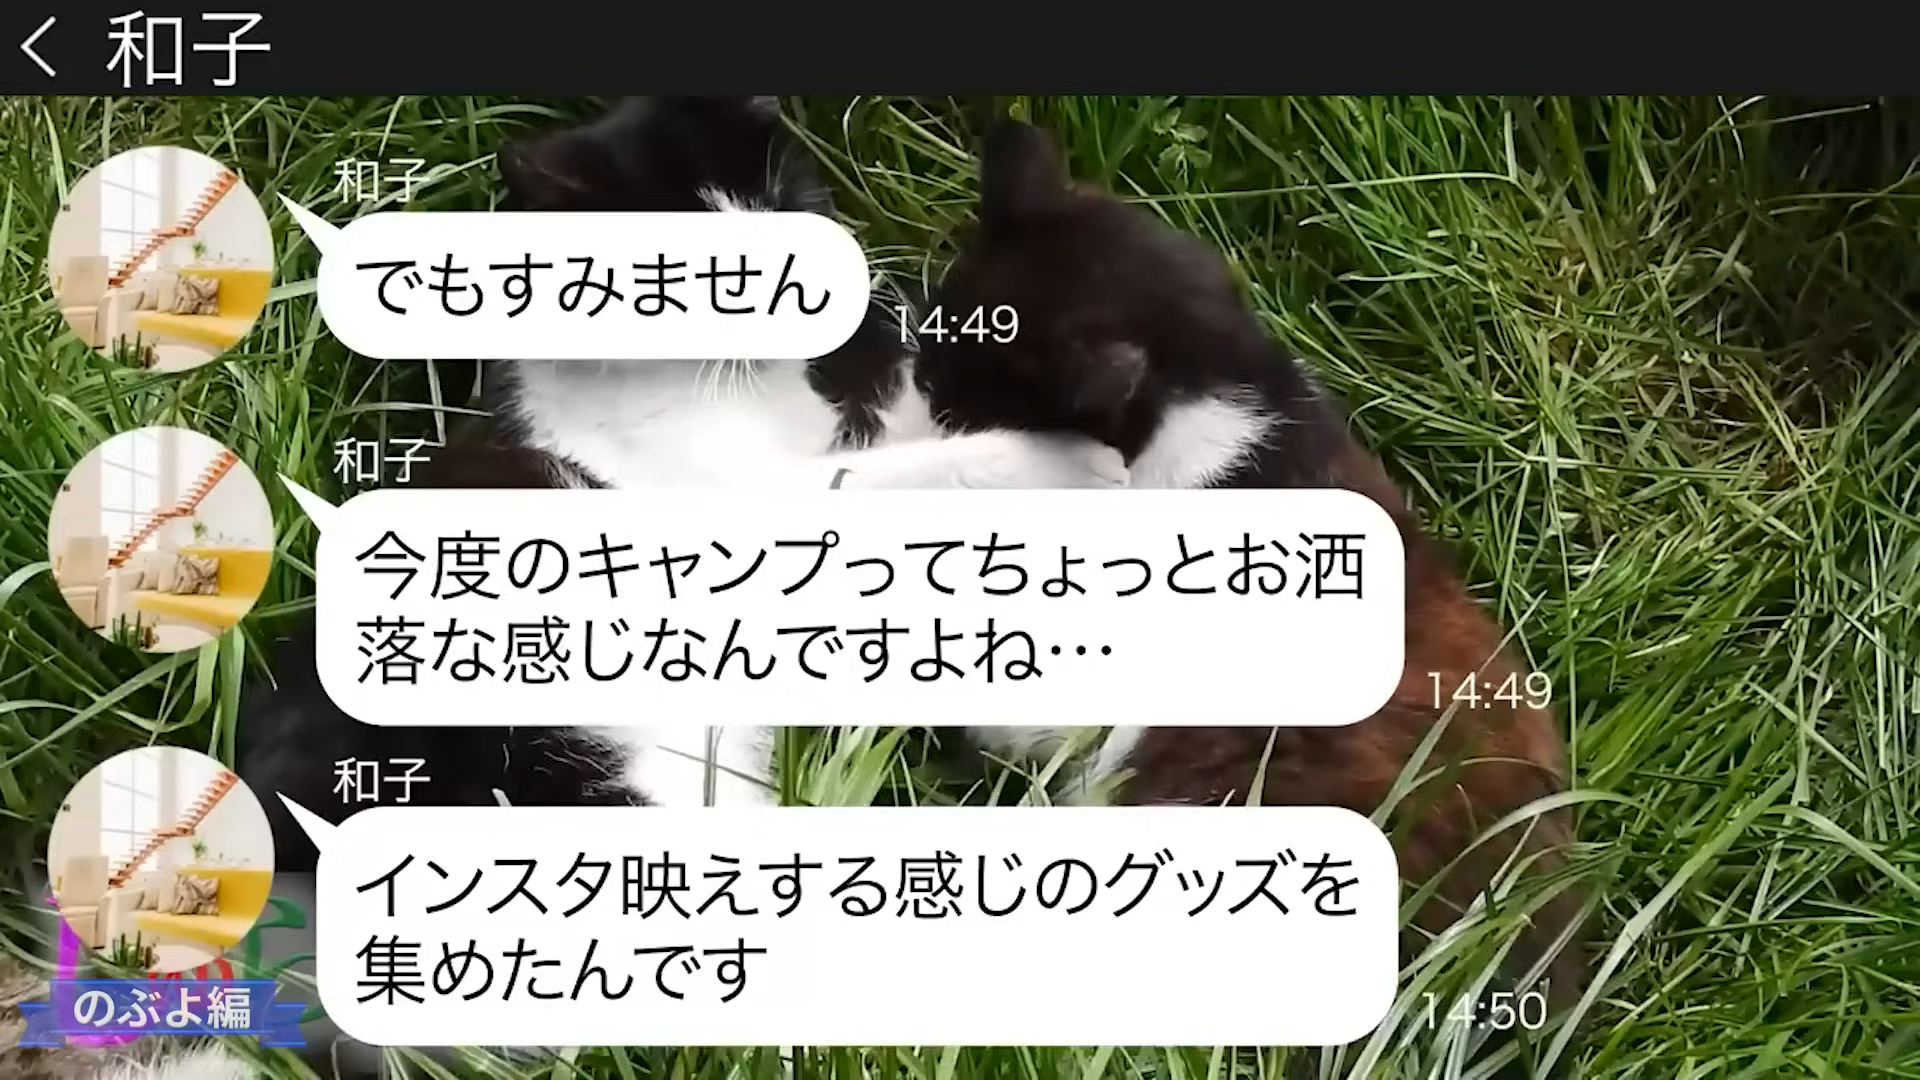 和子
和子
でもすみません
14:49
和子
今度のキャンプってちょっとお洒
落な感じなんですよね…
14:49
和子
インスタ映えする感じのグッズを
集めたんです
14:50
のぶよ編